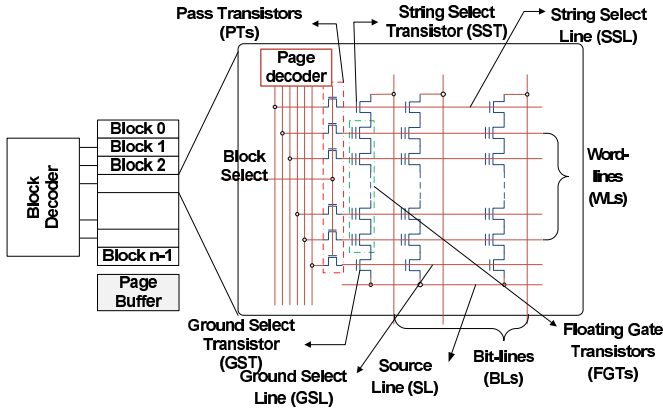 Pass Transistors
(PTs)
String Select
Transistor (SST)
String Select
Line (SSL)
Page
decoder
Block 0
Block 1
Block 2
Block n-1
Block
Decoder
Page
Buffer
Block
Select
Word-
lines
(WLs)
Ground Select
Transistor
(GST)
Ground Select
Line (GSL)
Source
Line (SL)
Bit-lines
(BLs)
Floating Gate
Transistors
(FGTs)